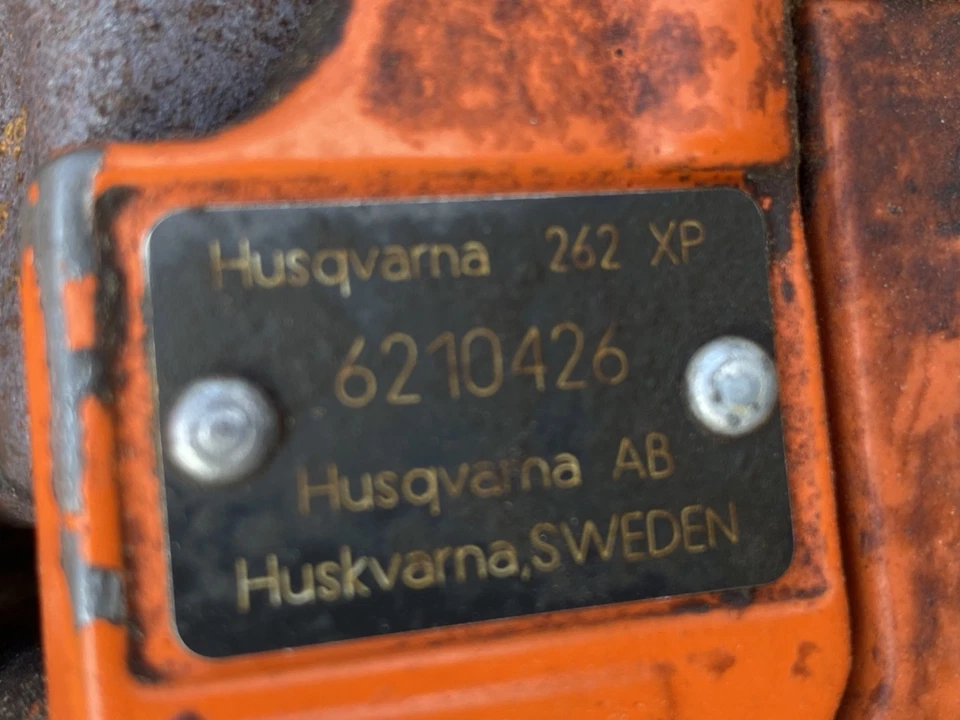 Husqvarna 262 XP
6210426
Husqvarna AB
Huskvarna,SWEDEN